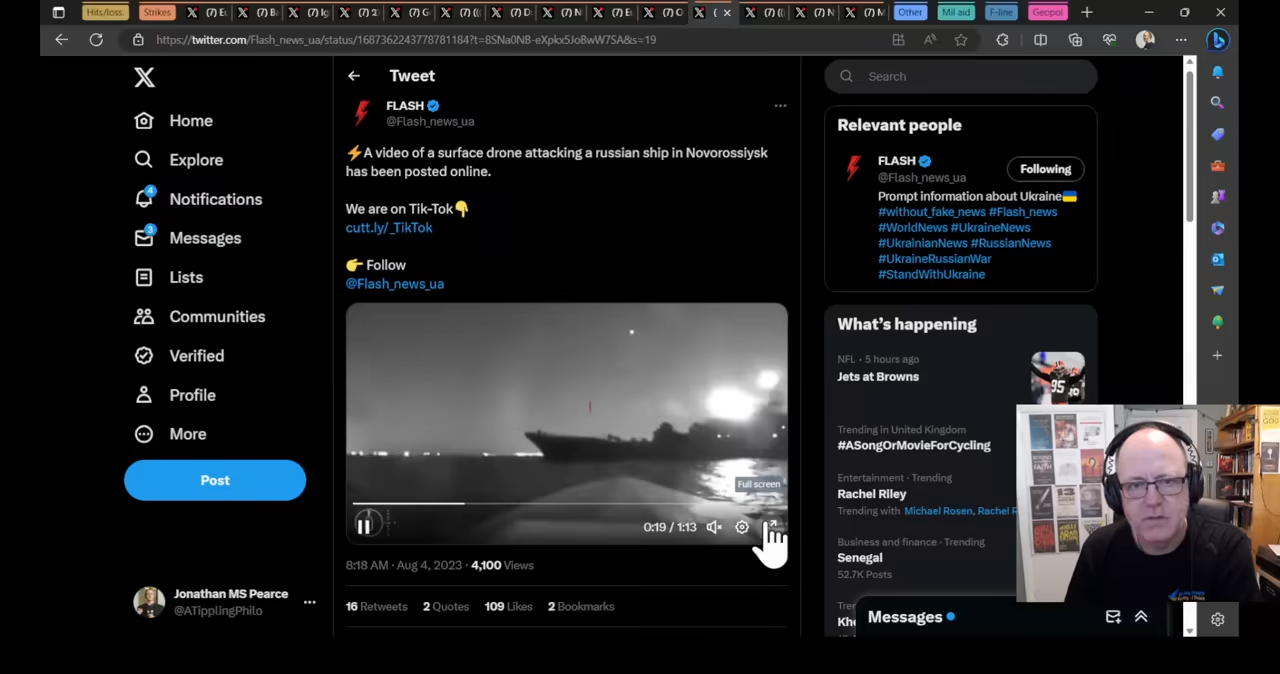 Hits/loss.
Strikes
Other
Mil aid
F-line
Geopol
https://twitter.com/Flash_news_ua/status/1687362243778781184?t=8SNa0NB-eXpkx5JoBwW7SA&s=19
Home
Explore
4
Notifications
3
Messages
Lists
Communities
Verified
Profile
More
Post
Jonathan MS Pearce
@ATipplingPhilo
Tweet
FLASH
@Flash_news_ua
⚡A video of a surface drone attacking a russian ship in Novorossiysk
has been posted online.
We are on Tik-Tok👇
cutt.ly/_TikTok
👉 Follow
@Flash_news_ua
Full screen
0:19 / 1:13
8:18 AM · Aug 4, 2023 · 4,100 Views
16 Retweets 2 Quotes 109 Likes 2 Bookmarks
Search
Relevant people
FLASH
@Flash_news_ua
Following
Prompt information about Ukraine🇺🇦
#without_fake_news #Flash_news
#WorldNews #UkraineNews
#UkrainianNews #RussianNews
#UkraineRussianWar
#StandWithUkraine
What's happening
NFL · 5 hours ago
Jets at Browns
Trending in United Kingdom
#ASongOrMovieForCycling
Entertainment · Trending
Rachel Riley
Trending with Michael Rosen, Rachel R
Business and finance · Trending
Senegal
52.7K Posts
Messages